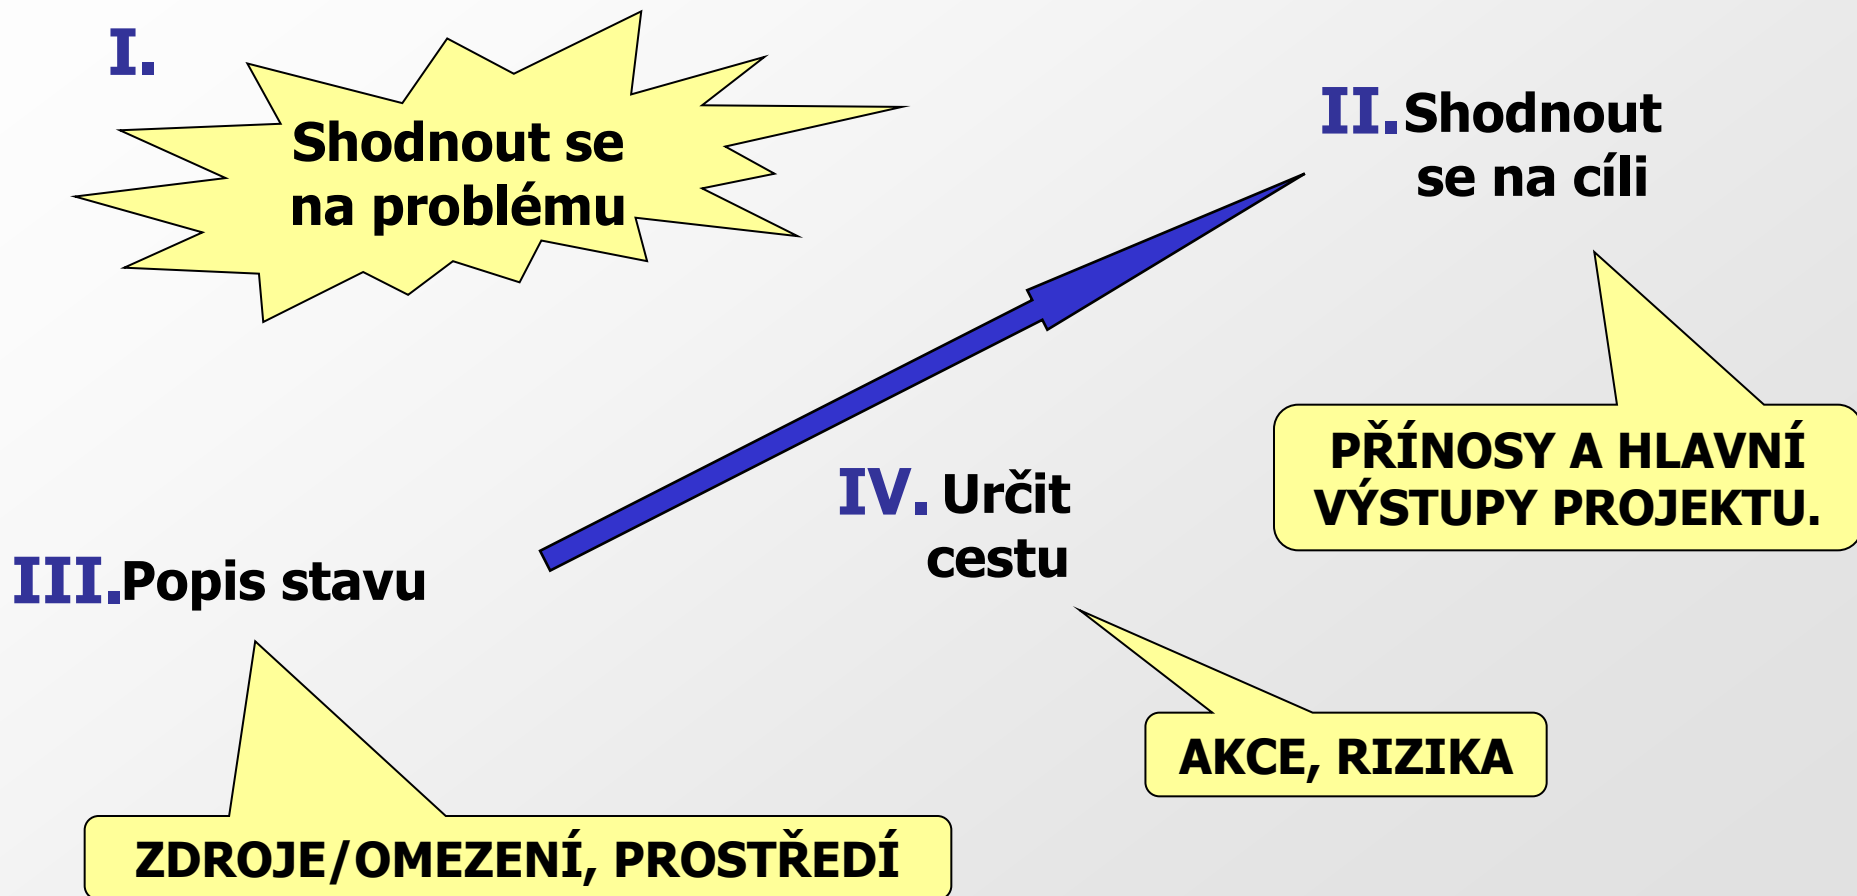 I.
Shodnout se
na problému
II. Shodnout
se na cíli
PŘÍNOSY A HLAVNÍ
VÝSTUPY PROJEKTU.
IV. Určit
cestu
III. Popis stavu
AKCE, RIZIKA
ZDROJE/OMEZENÍ, PROSTŘEDÍ